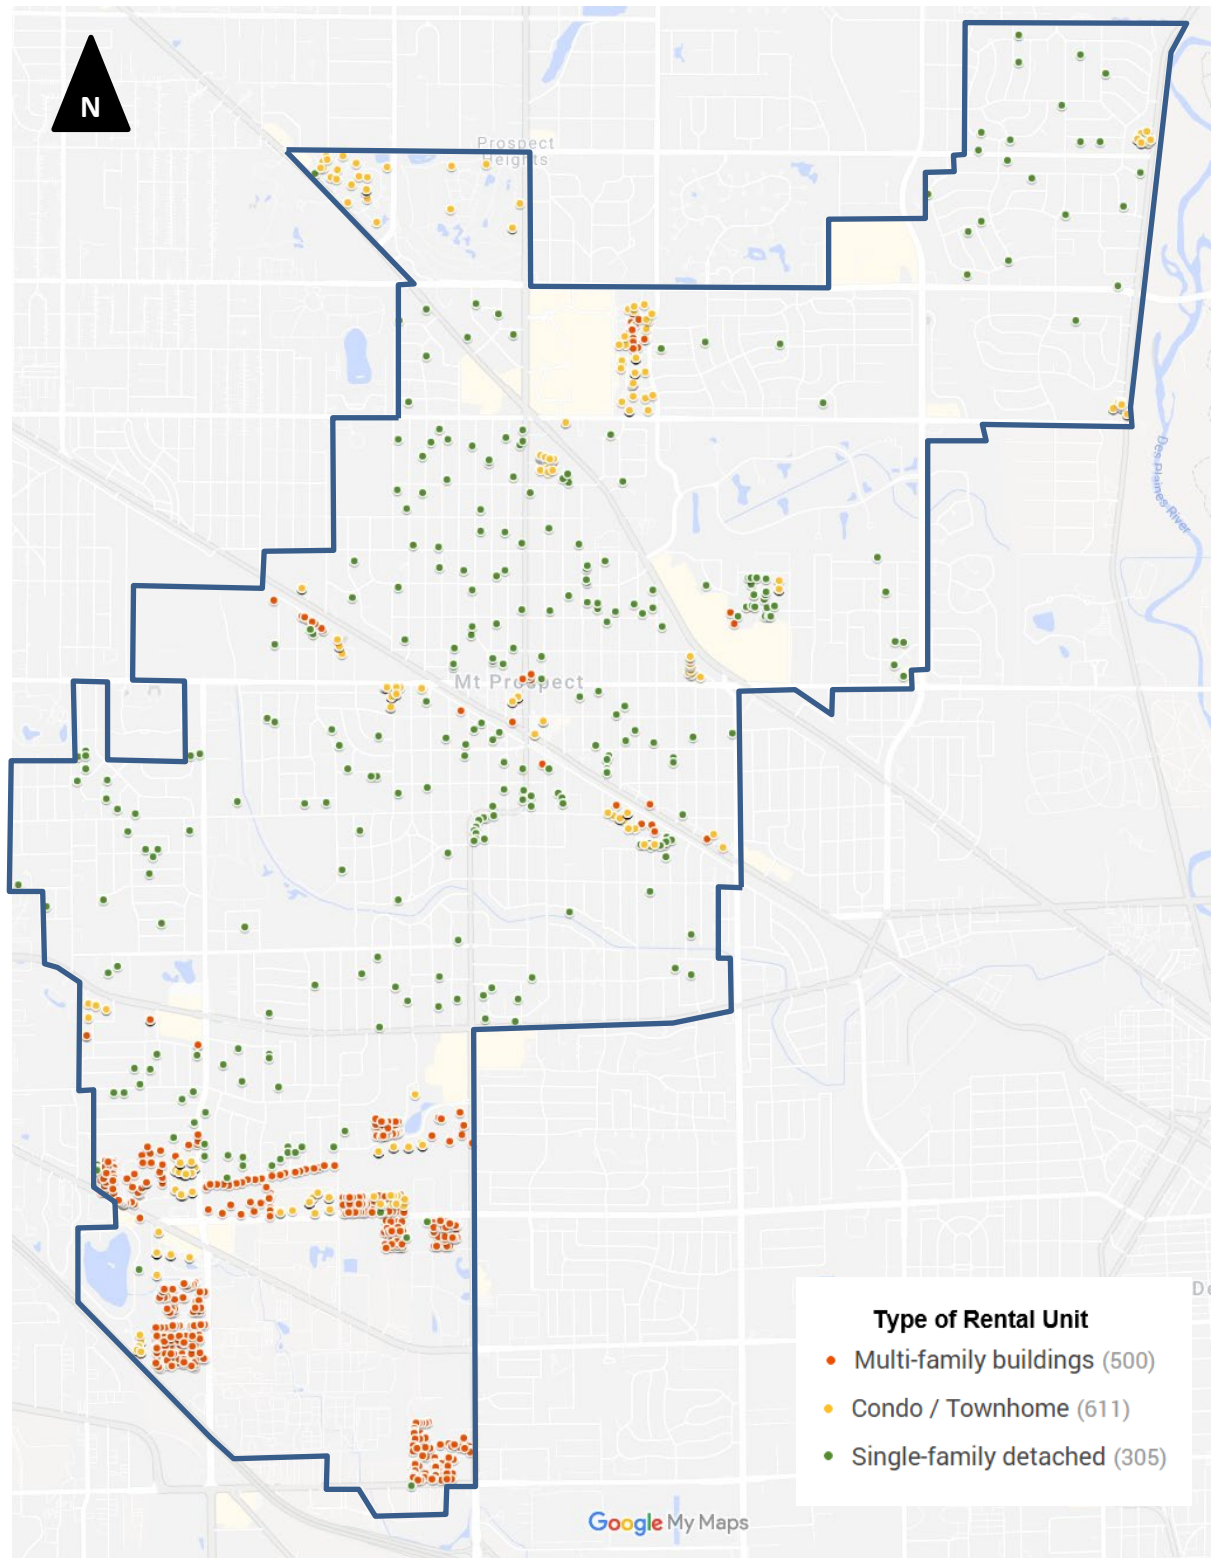 N
Prospect
Heights
Des Plaines River
Mt Prospect
De
Type of Rental Unit
Multi-family buildings (500)
Condo / Townhome (611)
Single-family detached (305)
Google My Maps